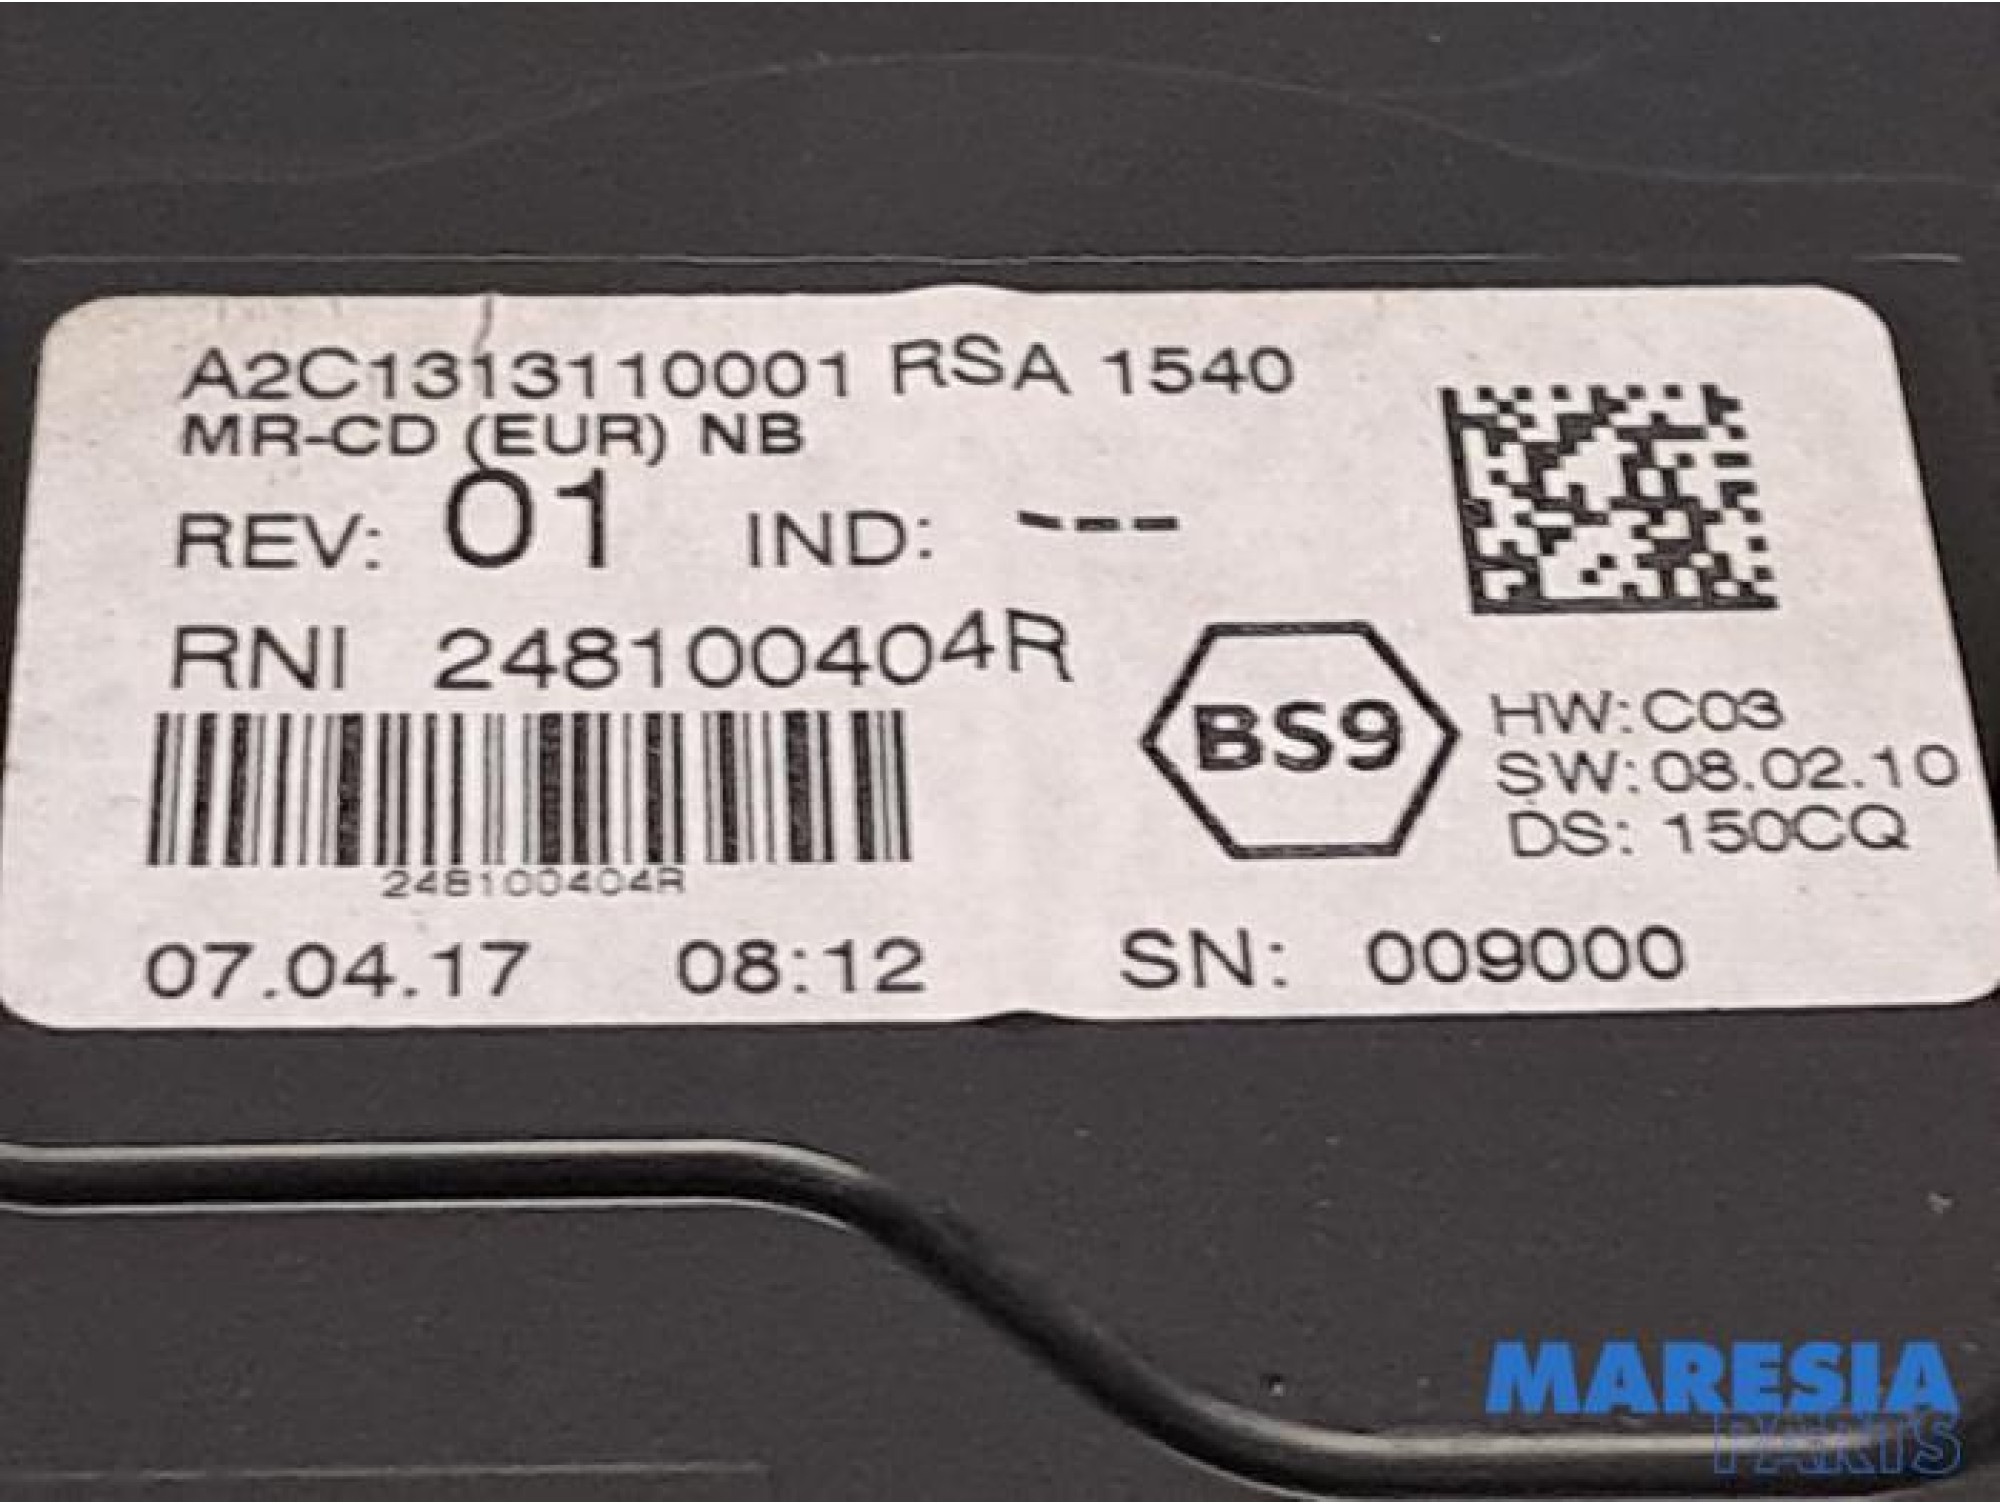 A2C1313110001 RSA 1540
MR-CD (EUR) NB
REV: 01 IND: ---
RNI 248100404R
248100404R
BS9
HW:C03
SW:08.02.10
DS: 150CQ
07.04.17 08:12 SN: 009000
MARESIA
PARTS